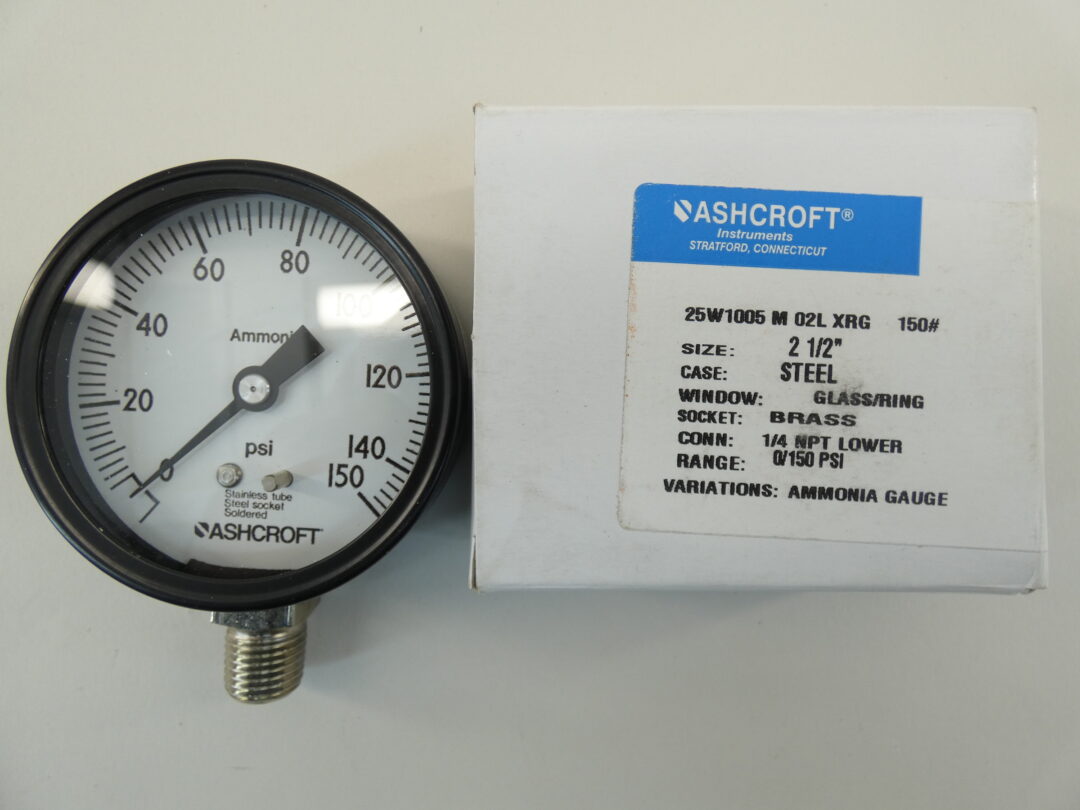 60
80
100
40
Ammonia
120
20
psi
140
0
150
Stainless tube
Steel socket
Soldered
ASHCROFT
ASHCROFT®
Instruments
STRATFORD, CONNECTICUT
25W1005 M 02L XRG 150#
SIZE: 2 1/2"
CASE: STEEL
WINDOW: GLASS/RING
SOCKET: BRASS
CONN: 1/4 NPT LOWER
RANGE: 0/150 PSI
VARIATIONS: AMMONIA GAUGE